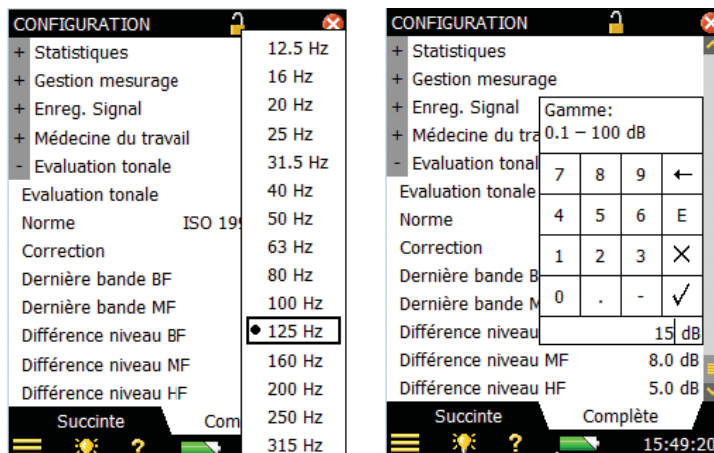 CONFIGURATION
+ Statistiques
+ Gestion mesurage
+ Enreg. Signal
+ Médecine du travail
- Evaluation tonale
Evaluation tonale
Norme ISO 199
Correction
Dernière bande BF
Dernière bande MF
Différence niveau BF
Différence niveau MF
Différence niveau HF
Succinte Com
?
12.5 Hz
16 Hz
20 Hz
25 Hz
31.5 Hz
40 Hz
50 Hz
63 Hz
80 Hz
100 Hz
125 Hz
160 Hz
200 Hz
250 Hz
315 Hz
CONFIGURATION
+ Statistiques
+ Gestion mesurage
+ Enreg. Signal
+ Médecine du tra
- Evaluation tonal
Evaluation tonale
Norme
Correction
Dernière bande B
Dernière bande M
Différence niveau 15 dB
Différence niveau MF 8.0 dB
Différence niveau HF 5.0 dB
Gamme:
0.1 – 100 dB
7 8 9 ←
4 5 6 E
1 2 3 ✕
0 . - ✓
Succinte Complète
? 15:49:20